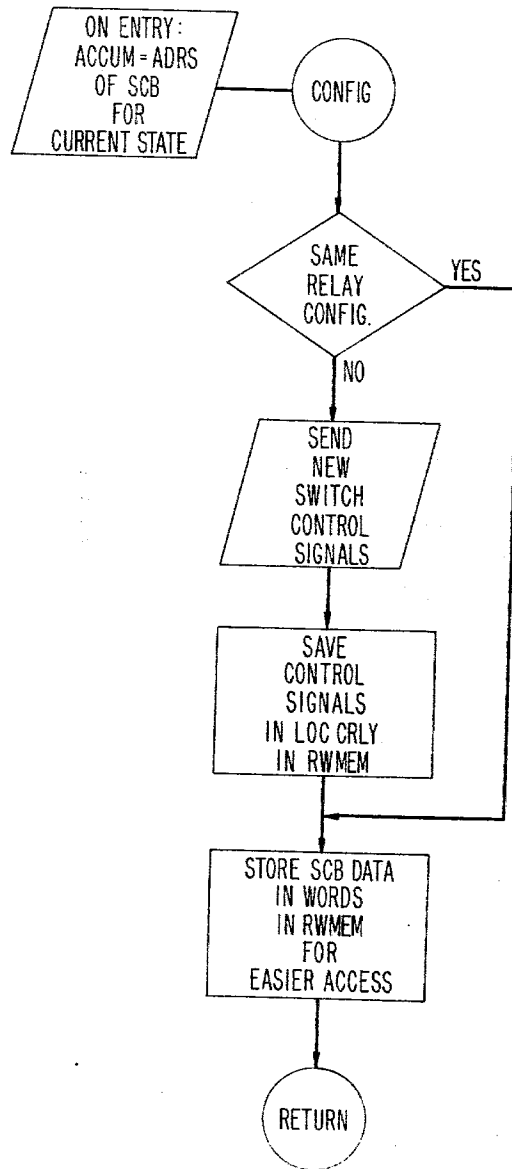 ON ENTRY:
ACCUM=ADRS
OF SCB
FOR
CURRENT STATE
CONFIG
SAME
RELAY
CONFIG.
YES
NO
SEND
NEW
SWITCH
CONTROL
SIGNALS
SAVE
CONTROL
SIGNALS
IN LOC CRLY
IN RWMEM
STORE SCB DATA
IN WORDS
IN RWMEM
FOR
EASIER ACCESS
RETURN